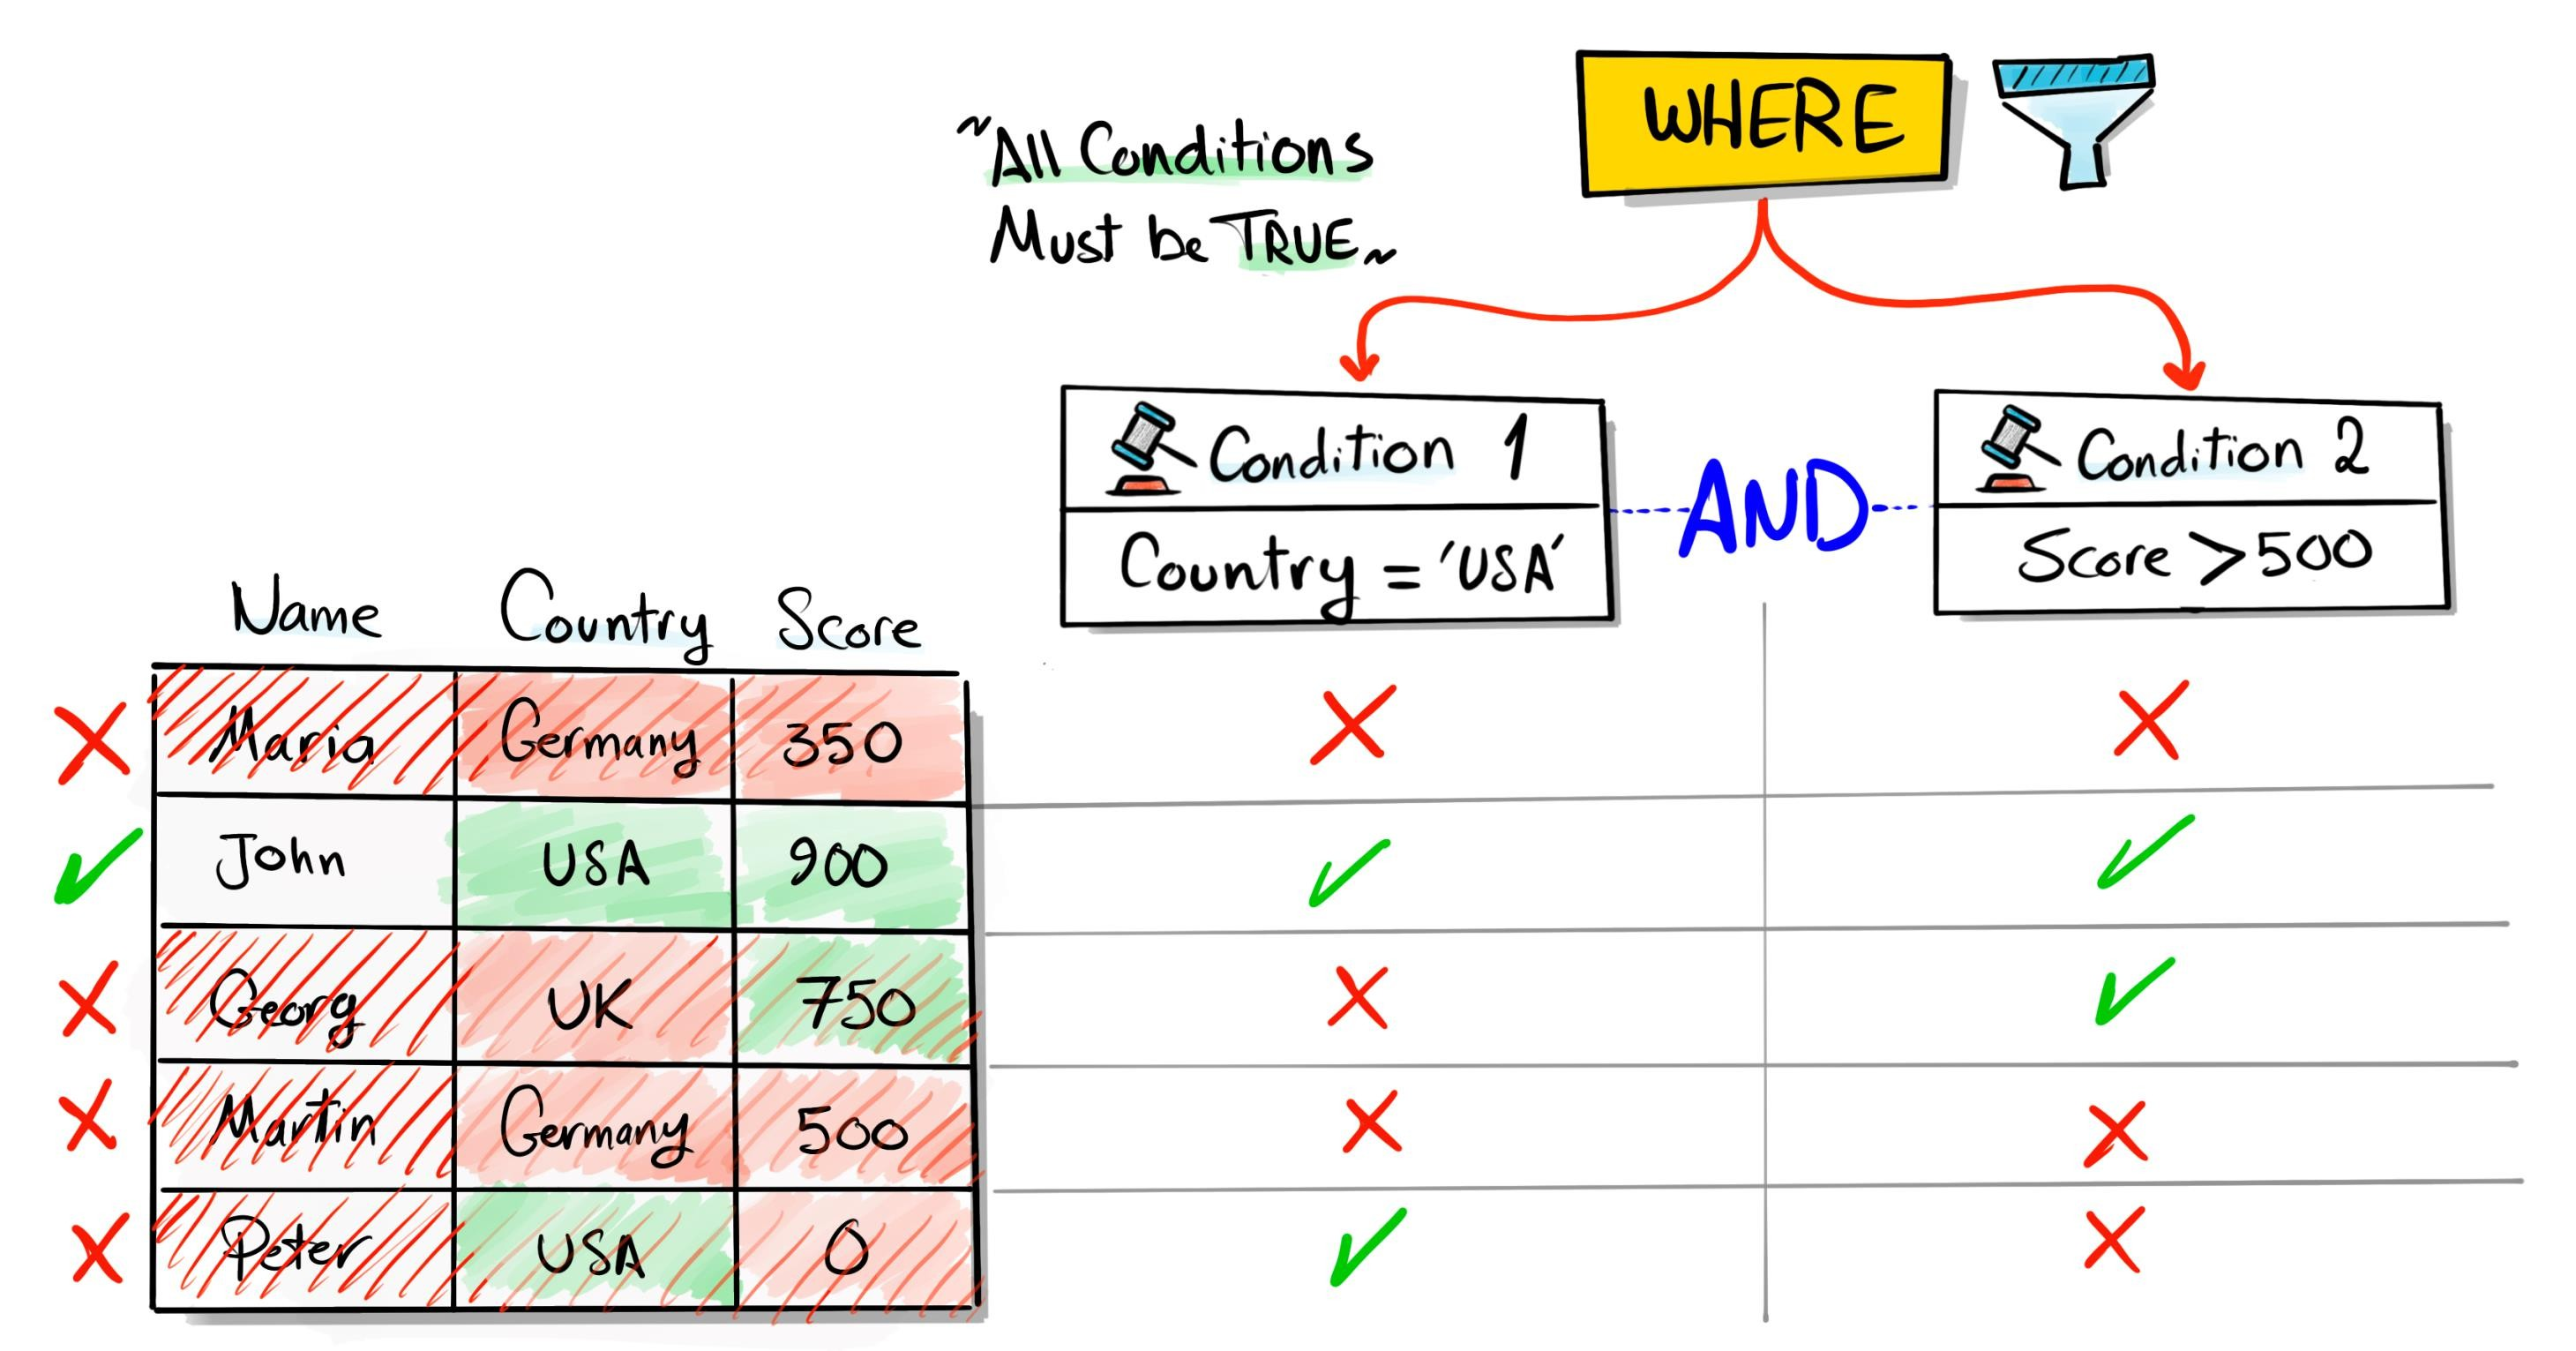 WHERE
~All Conditions
Must be TRUE~
Condition 1
Country = 'USA'
AND
Condition 2
Score > 500
Name Country Score
Maria Germany 350
John USA 900
Georg UK 750
Martin Germany 500
Peter USA 0